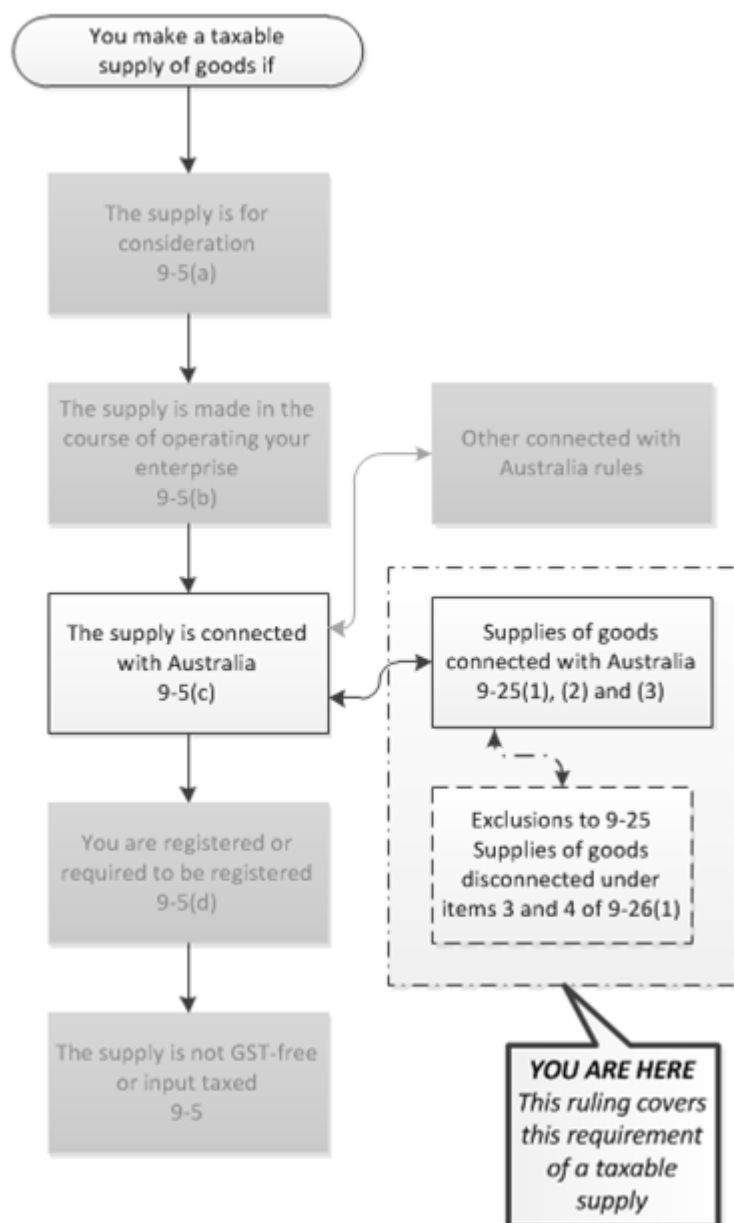 You make a taxable
supply of goods if
The supply is for
consideration
9-5(a)
The supply is made in the
course of operating your
enterprise
9-5(b)
Other connected with
Australia rules
The supply is connected
with Australia
9-5(c)
Supplies of goods
connected with Australia
9-25(1), (2) and (3)
Exclusions to 9-25
Supplies of goods
disconnected under
items 3 and 4 of 9-26(1)
You are registered or
required to be registered
9-5(d)
The supply is not GST-free
or input taxed
9-5
YOU ARE HERE
This ruling covers
this requirement
of a taxable
supply